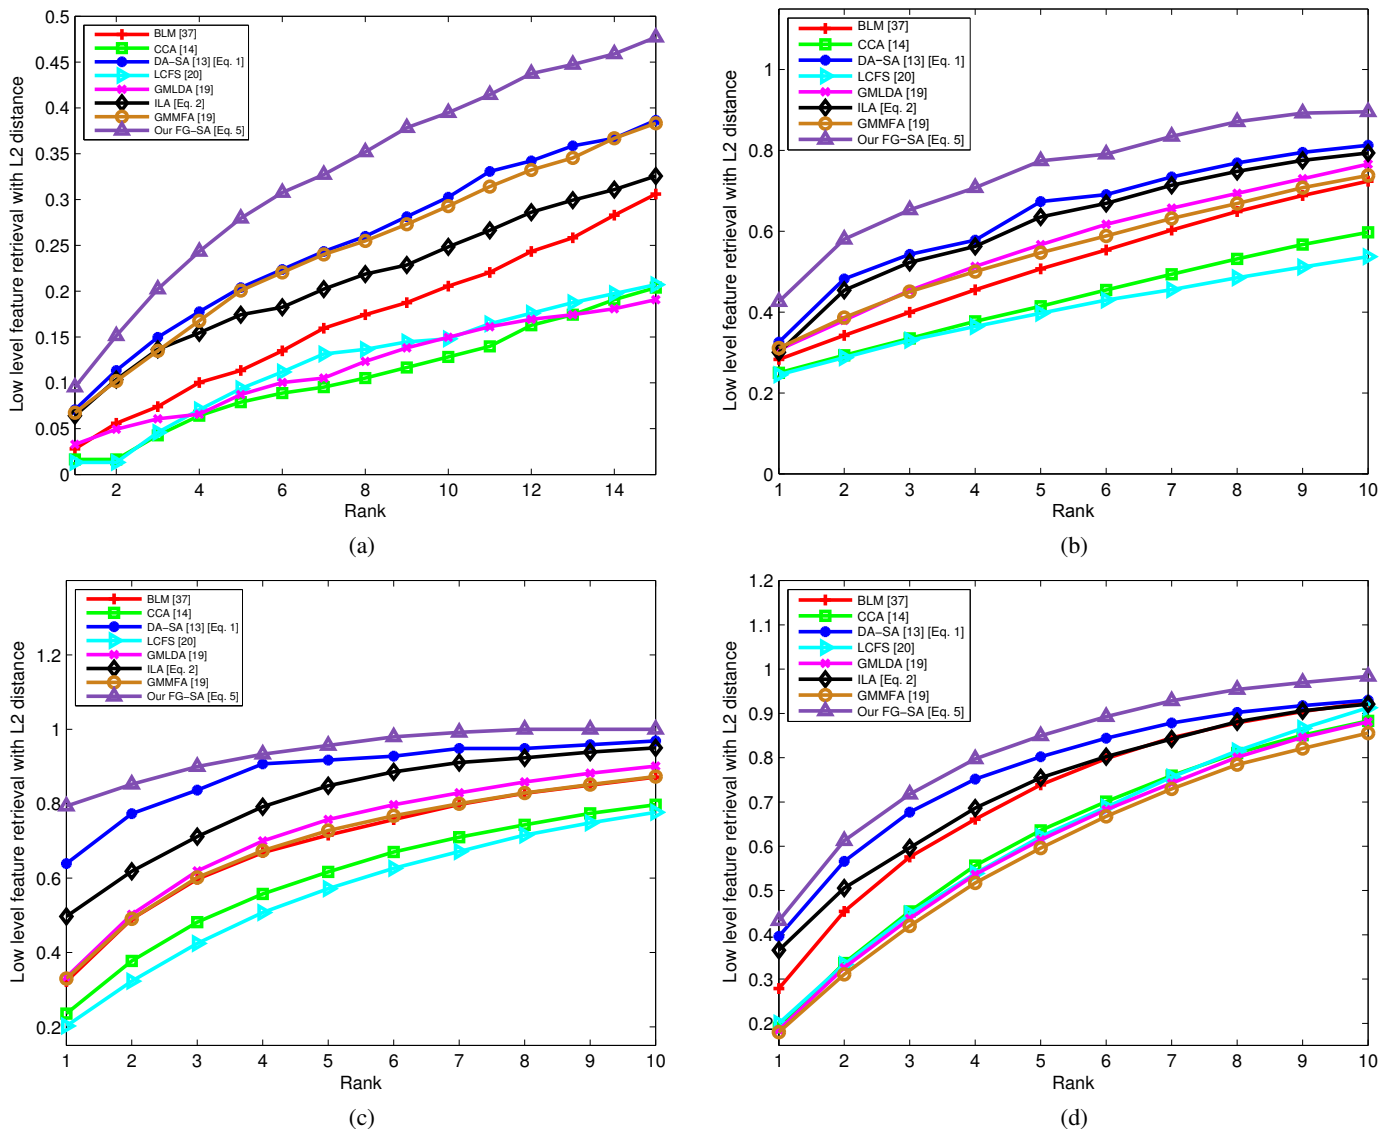 0.5
0.45
0.4
0.35
0.3
0.25
0.2
0.15
0.1
0.05
0
2 4 6 8 10 12 14
Low level feature retrieval with L2 distance
Rank
BLM [37]
CCA [14]
DA-SA [13] [Eq. 1]
LCFS [20]
GMLDA [19]
ILA [Eq. 2]
GMMFA [19]
Our FG-SA [Eq. 5]
(a)
1
0.8
0.6
0.4
0.2
0
1 2 3 4 5 6 7 8 9 10
Low level feature retrieval with L2 distance
Rank
BLM [37]
CCA [14]
DA-SA [13] [Eq. 1]
LCFS [20]
GMLDA [19]
ILA [Eq. 2]
GMMFA [19]
Our FG-SA [Eq. 5]
(b)
1.2
1
0.8
0.6
0.4
0.2
1 2 3 4 5 6 7 8 9 10
Low level feature retrieval with L2 distance
Rank
BLM [37]
CCA [14]
DA-SA [13] [Eq. 1]
LCFS [20]
GMLDA [19]
ILA [Eq. 2]
GMMFA [19]
Our FG-SA [Eq. 5]
(c)
1.2
1.1
1
0.9
0.8
0.7
0.6
0.5
0.4
0.3
0.2
1 2 3 4 5 6 7 8 9 10
Low level feature retrieval with L2 distance
Rank
BLM [37]
CCA [14]
DA-SA [13] [Eq. 1]
LCFS [20]
GMLDA [19]
ILA [Eq. 2]
GMMFA [19]
Our FG-SA [Eq. 5]
(d)